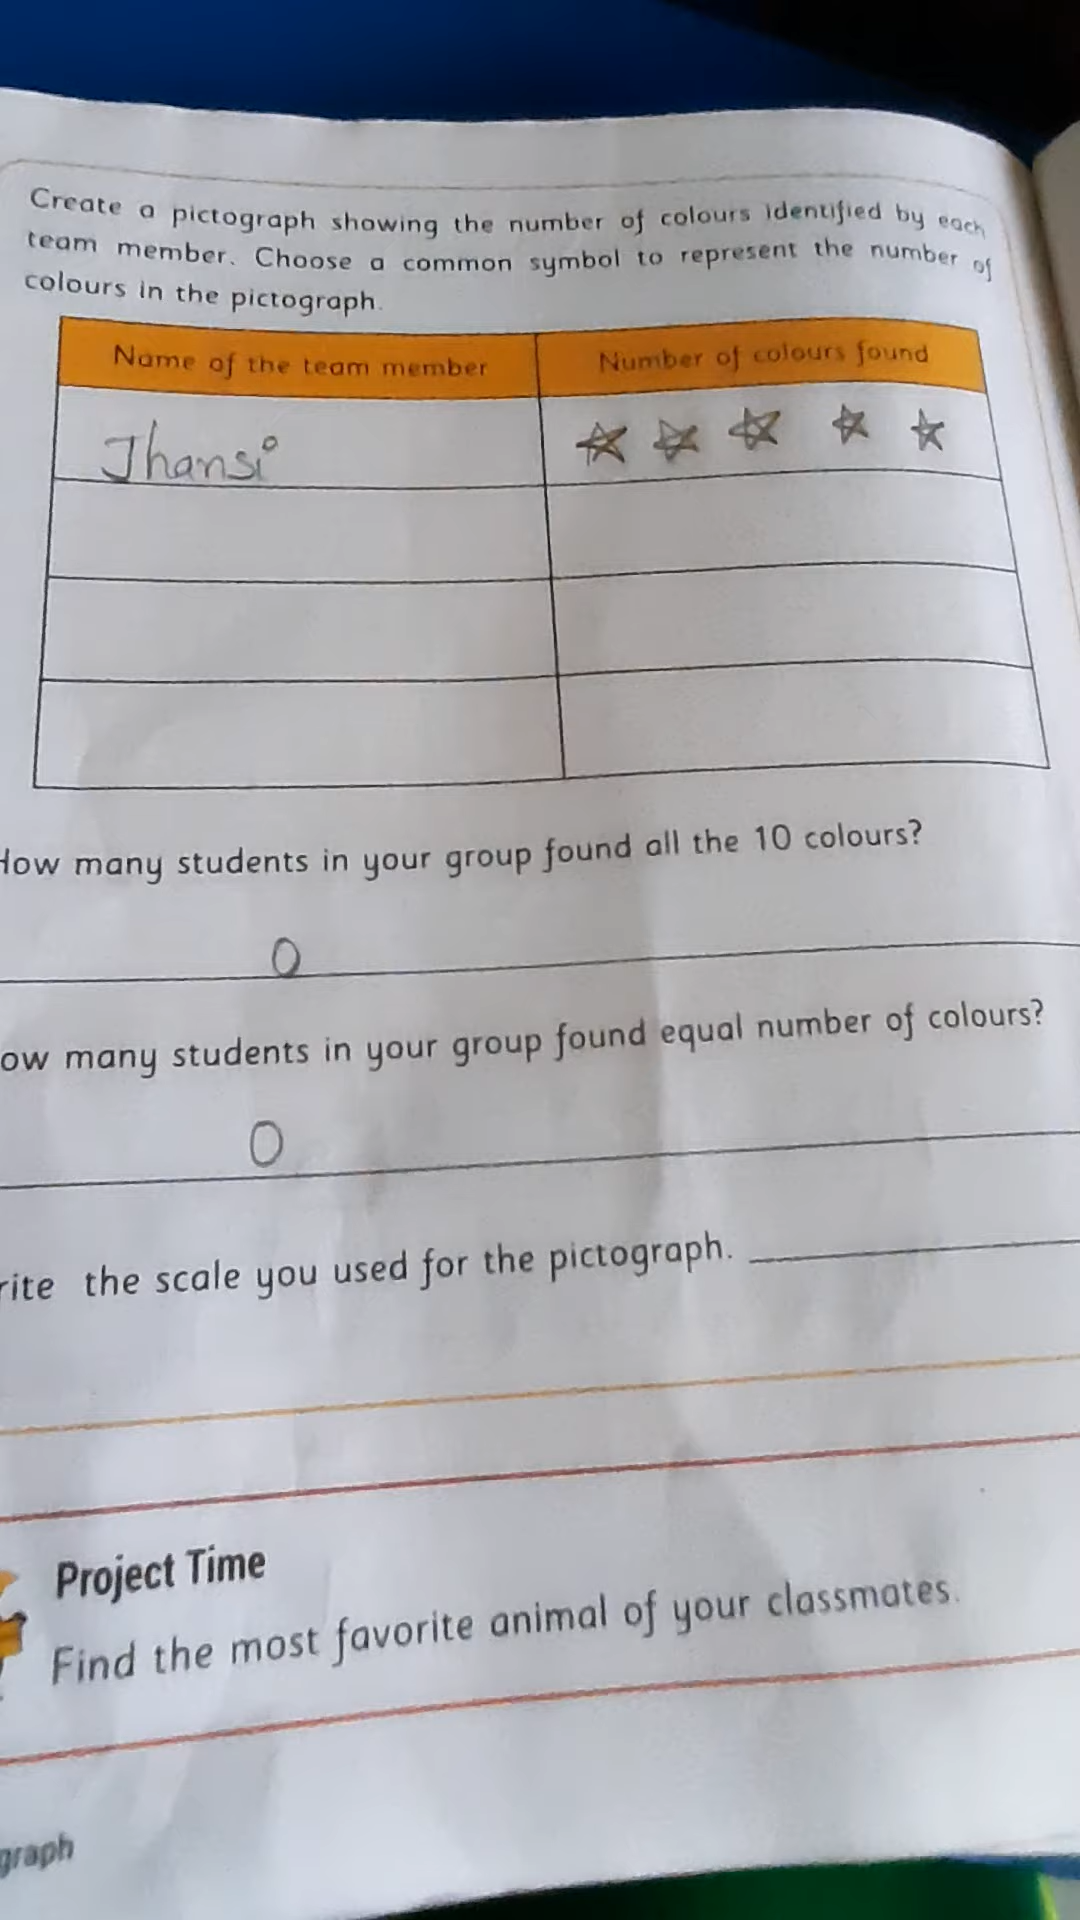 Create a pictograph showing the number of colours identified by each
team member. Choose a common symbol to represent the number of
colours in the pictograph.
Name of the team member
Number of colours found
Jhansi
How many students in your group found all the 10 colours?
0
ow many students in your group found equal number of colours?
0
rite the scale you used for the pictograph.
Project Time
Find the most favorite animal of your classmates.
graph